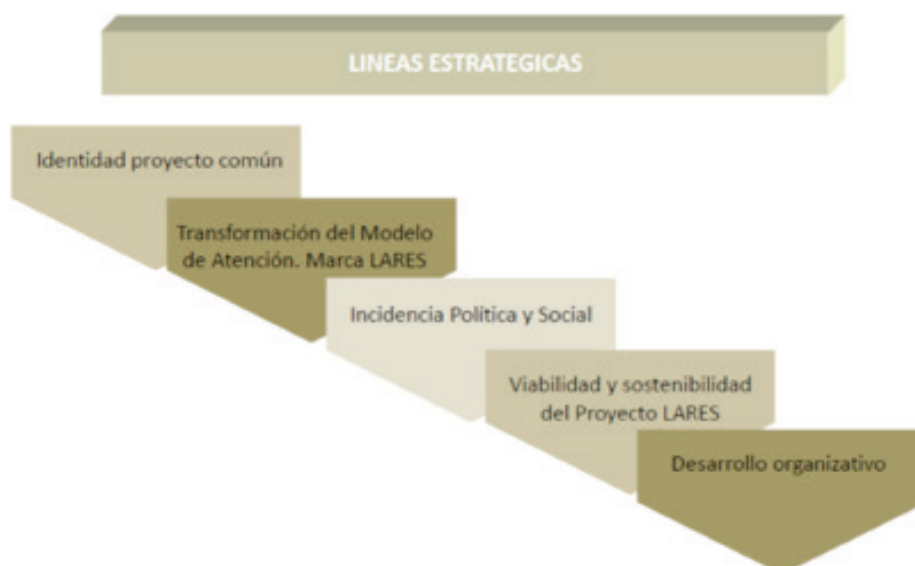 LINEAS ESTRATEGICAS
Identidad proyecto común
Transformación del Modelo
de Atención. Marca LARES
Incidencia Política y Social
Viabilidad y sostenibilidad
del Proyecto LARES
Desarrollo organizativo